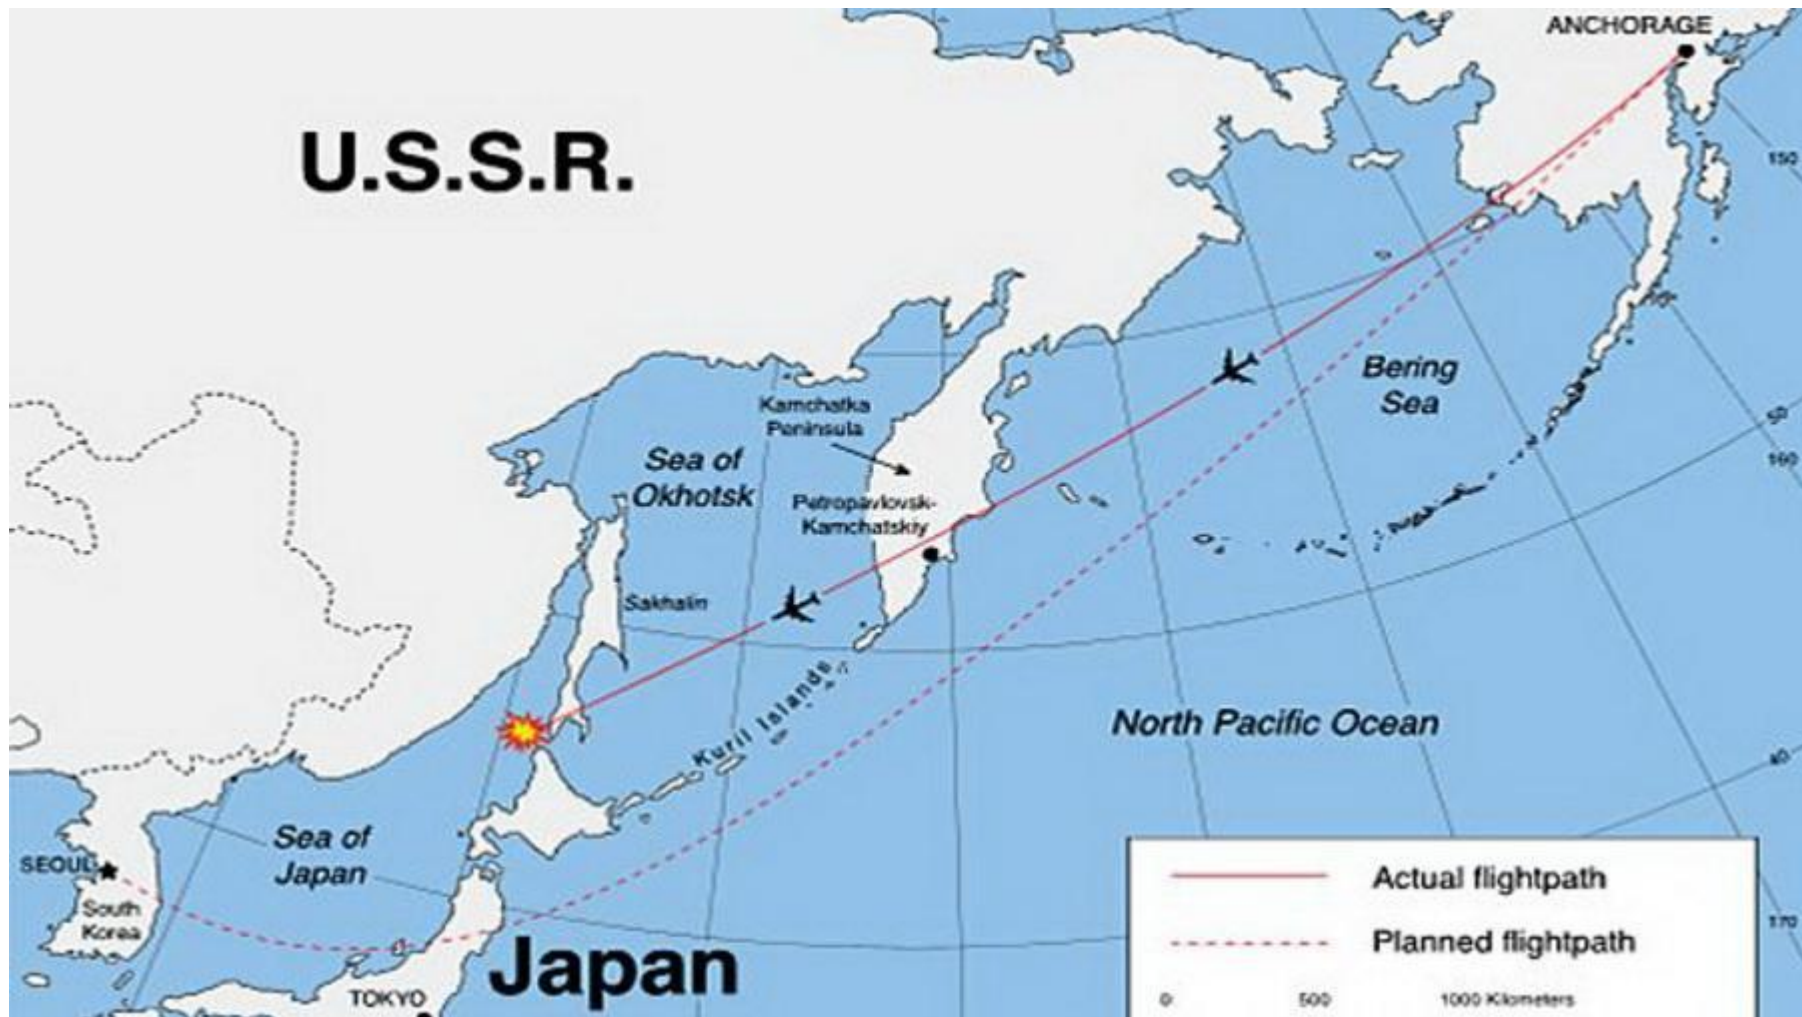 ANCHORAGE
U.S.S.R.
150
Bering
Sea
Kamchatka
Peninsula
50
160
Sea of
Okhotsk
Petropavlovsk-
Kamchatskiy
Sakhalin
Kuril Islands
North Pacific Ocean
40
Sea of
Japan
SEOUL
South
Korea
Actual flightpath
170
Planned flightpath
Japan
TOKYO
0 500 1000 Kilometers